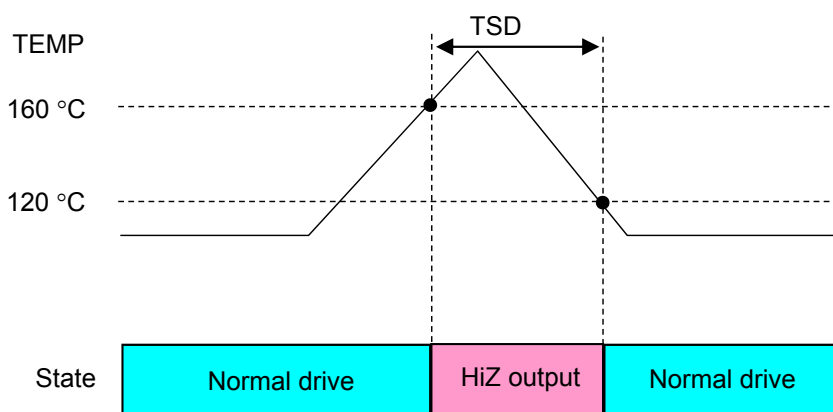 TSD
TEMP
160 °C
120 °C
State
Normal drive
HiZ output
Normal drive